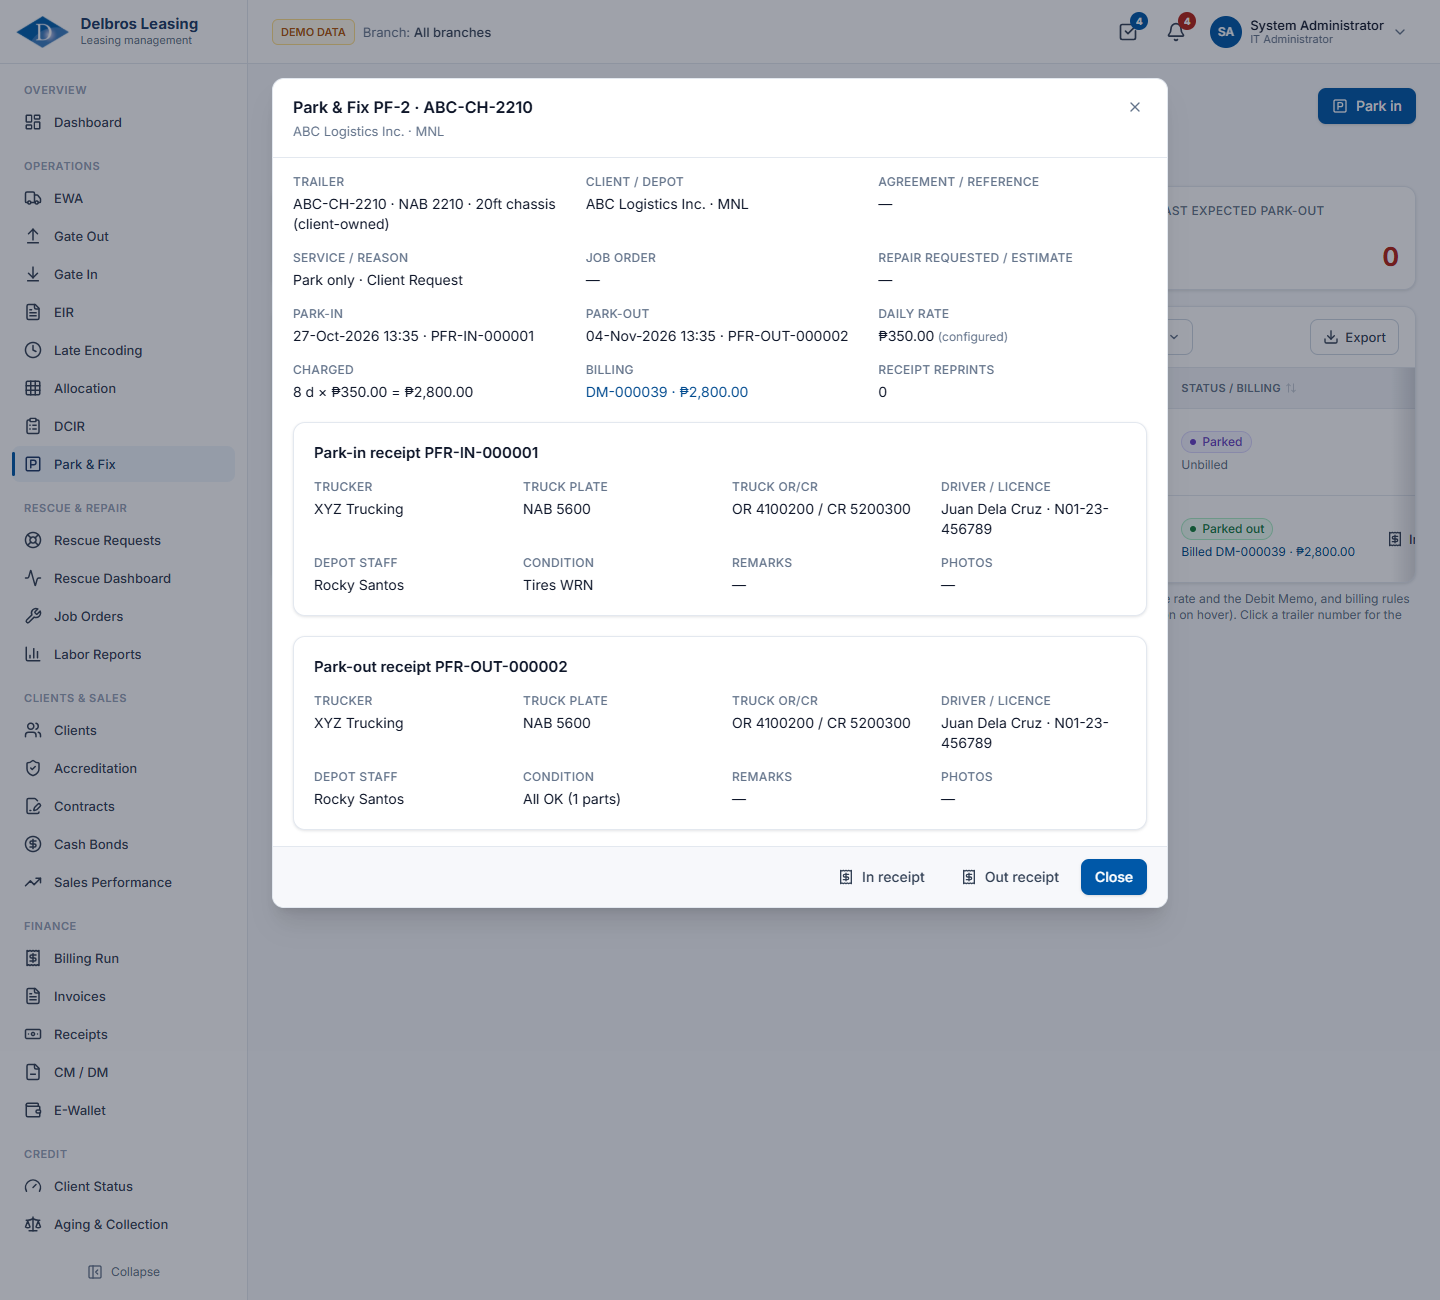 Delbros Leasing
Leasing management
DEMO DATA
Branch: All branches
4
4
SA
System Administrator
IT Administrator
OVERVIEW
Dashboard
OPERATIONS
EWA
Gate Out
Gate In
EIR
Late Encoding
Allocation
DCIR
Park & Fix
RESCUE & REPAIR
Rescue Requests
Rescue Dashboard
Job Orders
Labor Reports
CLIENTS & SALES
Clients
Accreditation
Contracts
Cash Bonds
Sales Performance
FINANCE
Billing Run
Invoices
Receipts
CM / DM
E-Wallet
CREDIT
Client Status
Aging & Collection
Collapse
Park in
EXPECTED PARK-OUT
0
Export
STATUS / BILLING
Parked
Unbilled
Parked out
Billed DM-000039 · ₱2,800.00
rate and the Debit Memo, and billing rules
on hover). Click a trailer number for the
Park & Fix PF-2 · ABC-CH-2210
ABC Logistics Inc. · MNL
TRAILER
ABC-CH-2210 · NAB 2210 · 20ft chassis
(client-owned)
CLIENT / DEPOT
ABC Logistics Inc. · MNL
AGREEMENT / REFERENCE
—
SERVICE / REASON
Park only · Client Request
JOB ORDER
—
REPAIR REQUESTED / ESTIMATE
—
PARK-IN
27-Oct-2026 13:35 · PFR-IN-000001
PARK-OUT
04-Nov-2026 13:35 · PFR-OUT-000002
DAILY RATE
₱350.00 (configured)
CHARGED
8 d × ₱350.00 = ₱2,800.00
BILLING
DM-000039 · ₱2,800.00
RECEIPT REPRINTS
0
Park-in receipt PFR-IN-000001
TRUCKER
XYZ Trucking
TRUCK PLATE
NAB 5600
TRUCK OR/CR
OR 4100200 / CR 5200300
DRIVER / LICENCE
Juan Dela Cruz · N01-23-
456789
DEPOT STAFF
Rocky Santos
CONDITION
Tires WRN
REMARKS
—
PHOTOS
—
Park-out receipt PFR-OUT-000002
TRUCKER
XYZ Trucking
TRUCK PLATE
NAB 5600
TRUCK OR/CR
OR 4100200 / CR 5200300
DRIVER / LICENCE
Juan Dela Cruz · N01-23-
456789
DEPOT STAFF
Rocky Santos
CONDITION
All OK (1 parts)
REMARKS
—
PHOTOS
—
In receipt
Out receipt
Close